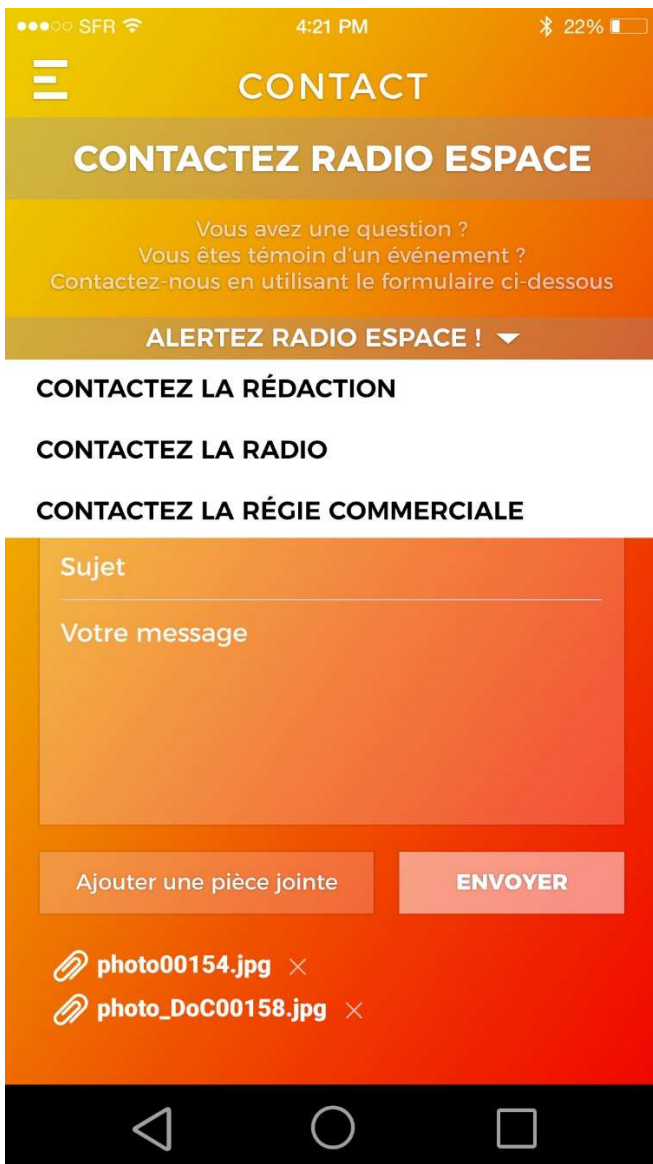 SFR 4:21 PM 22%
CONTACT
CONTACTEZ RADIO ESPACE
Vous avez une question ?
Vous êtes témoin d'un événement ?
Contactez-nous en utilisant le formulaire ci-dessous
ALERTEZ RADIO ESPACE !
CONTACTEZ LA RÉDACTION
CONTACTEZ LA RADIO
CONTACTEZ LA RÉGIE COMMERCIALE
Sujet
Votre message
Ajouter une pièce jointe ENVOYER
photo00154.jpg
photo_DoC00158.jpg